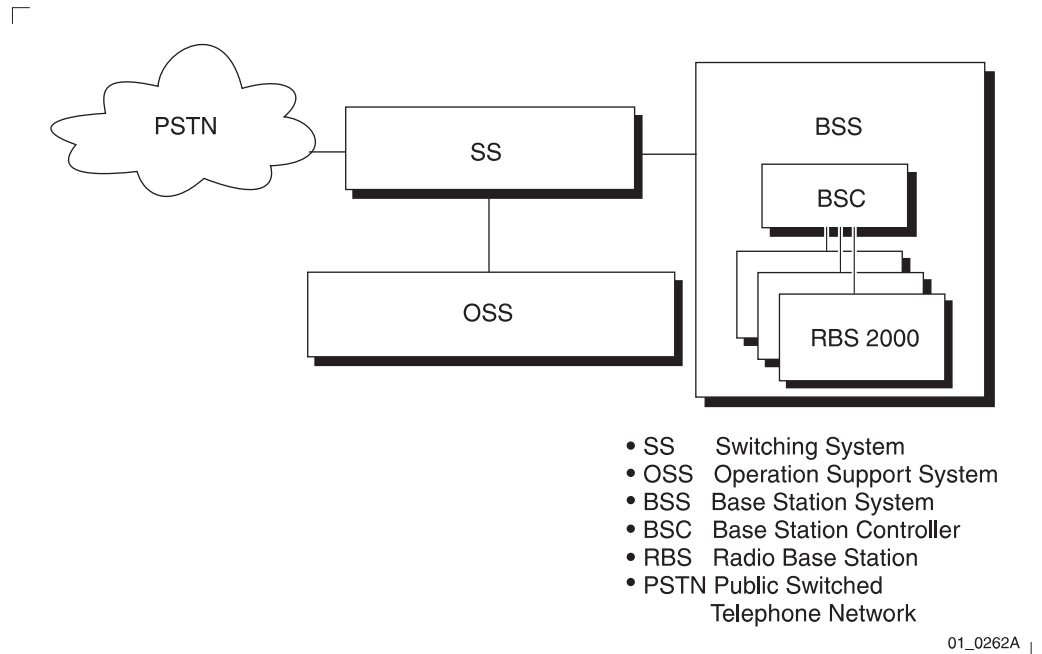 PSTN
SS
BSS
BSC
OSS
RBS 2000
• SS Switching System
• OSS Operation Support System
• BSS Base Station System
• BSC Base Station Controller
• RBS Radio Base Station
• PSTN Public Switched
Telephone Network
01_0262A